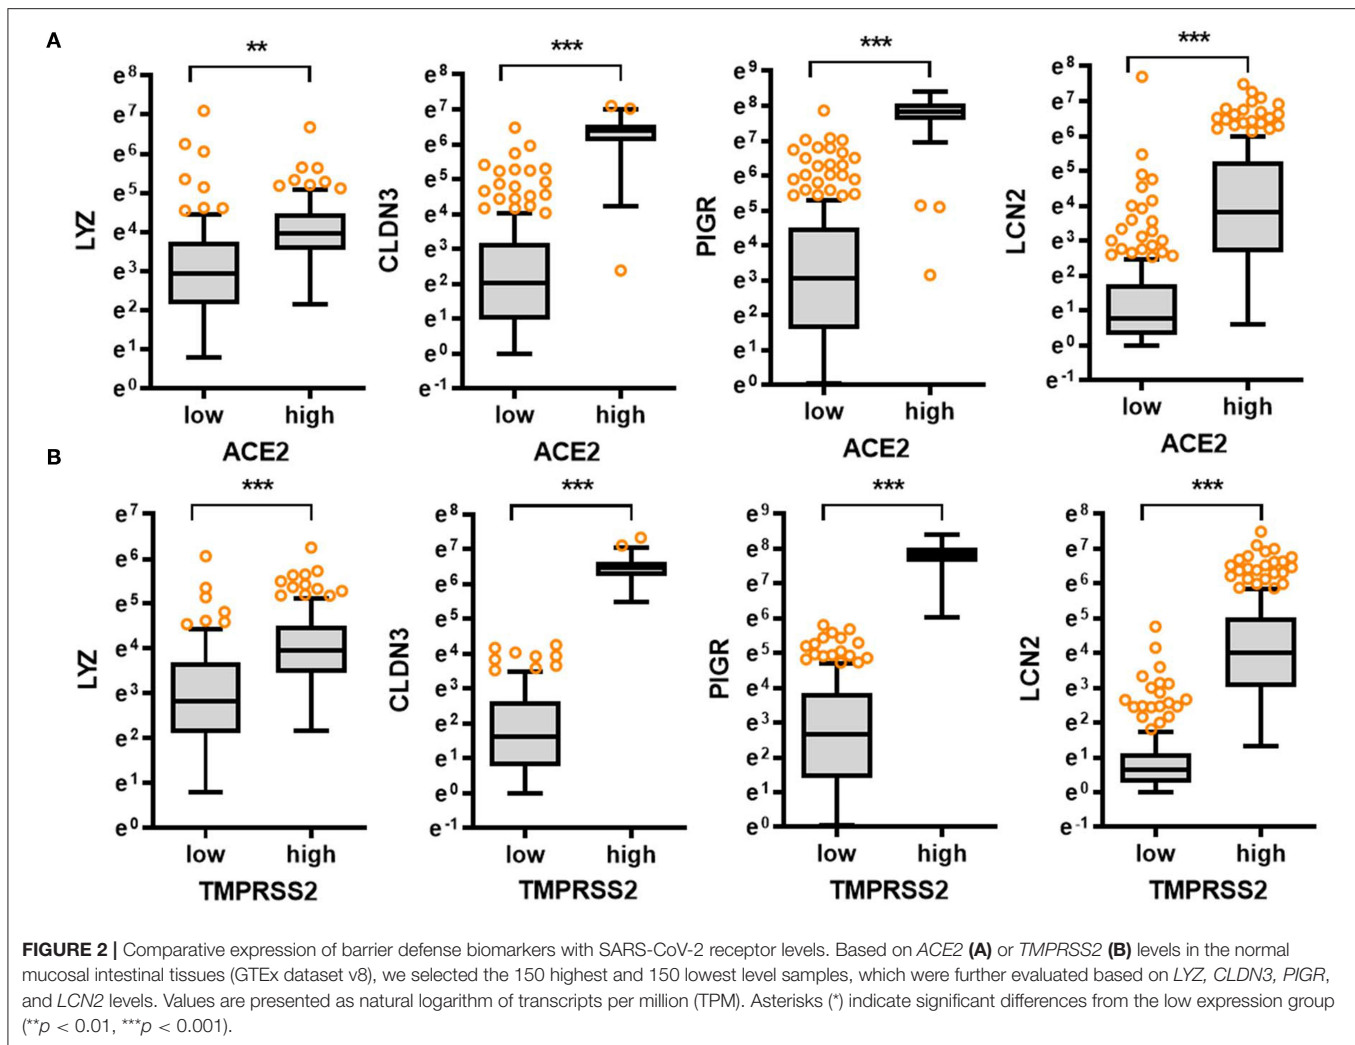 A
**
LYZ
e8
e7
e6
e5
e4
e3
e2
e1
e0
low high
ACE2
***
CLDN3
e8
e7
e6
e5
e4
e3
e2
e1
e0
e-1
low high
ACE2
***
PIGR
e9
e8
e7
e6
e5
e4
e3
e2
e1
e0
low high
ACE2
***
LCN2
e8
e7
e6
e5
e4
e3
e2
e1
e0
e-1
low high
ACE2
B
***
LYZ
e7
e6
e5
e4
e3
e2
e1
e0
low high
TMPRSS2
***
CLDN3
e8
e7
e6
e5
e4
e3
e2
e1
e0
e-1
low high
TMPRSS2
***
PIGR
e9
e8
e7
e6
e5
e4
e3
e2
e1
e0
low high
TMPRSS2
***
LCN2
e8
e7
e6
e5
e4
e3
e2
e1
e0
e-1
low high
TMPRSS2
FIGURE 2 | Comparative expression of barrier defense biomarkers with SARS-CoV-2 receptor levels. Based on ACE2 (A) or TMPRSS2 (B) levels in the normal
mucosal intestinal tissues (GTEx dataset v8), we selected the 150 highest and 150 lowest level samples, which were further evaluated based on LYZ, CLDN3, PIGR,
and LCN2 levels. Values are presented as natural logarithm of transcripts per million (TPM). Asterisks (*) indicate significant differences from the low expression group
(**p < 0.01, ***p < 0.001).